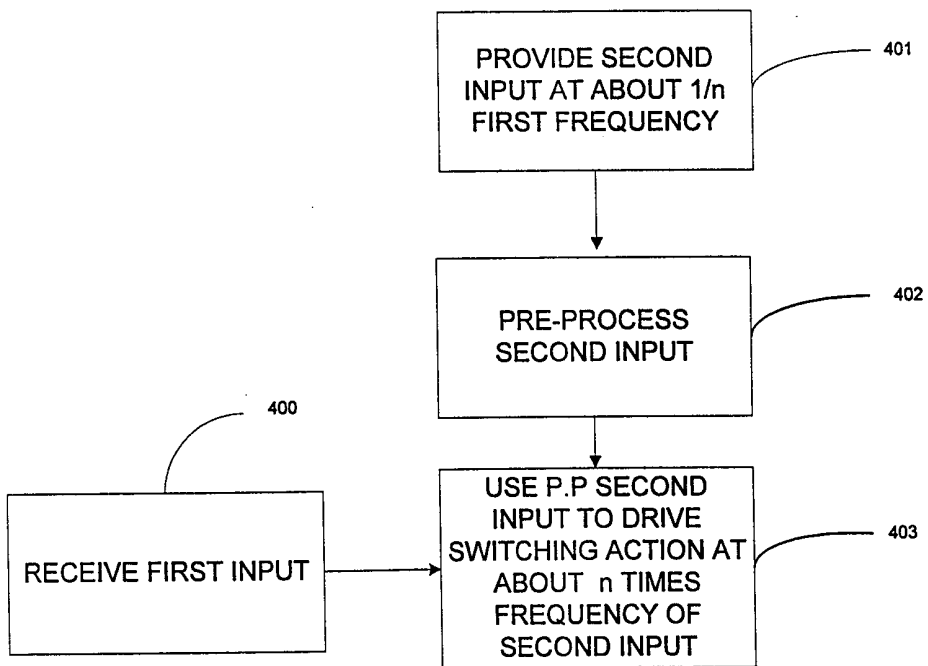 PROVIDE SECOND
INPUT AT ABOUT 1/n
FIRST FREQUENCY
401
PRE-PROCESS
SECOND INPUT
402
400
RECEIVE FIRST INPUT
USE P.P SECOND
INPUT TO DRIVE
SWITCHING ACTION AT
ABOUT n TIMES
FREQUENCY OF
SECOND INPUT
403